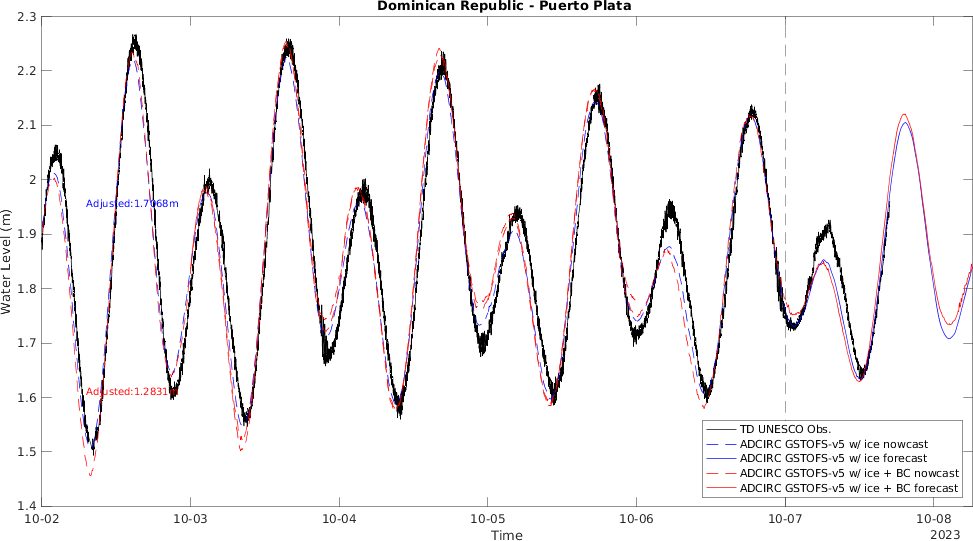 Dominican Republic - Puerto Plata
2.3
2.2
2.1
2
1.9
1.8
1.7
1.6
1.5
1.4
Water Level (m)
Adjusted:1.7068m
Adjusted:1.2831
TD UNESCO Obs.
ADCIRC GSTOFS-v5 w/ ice nowcast
ADCIRC GSTOFS-v5 w/ ice forecast
ADCIRC GSTOFS-v5 w/ ice + BC nowcast
ADCIRC GSTOFS-v5 w/ ice + BC forecast
10-02 10-03 10-04 10-05 10-06 10-07 10-08
Time 2023